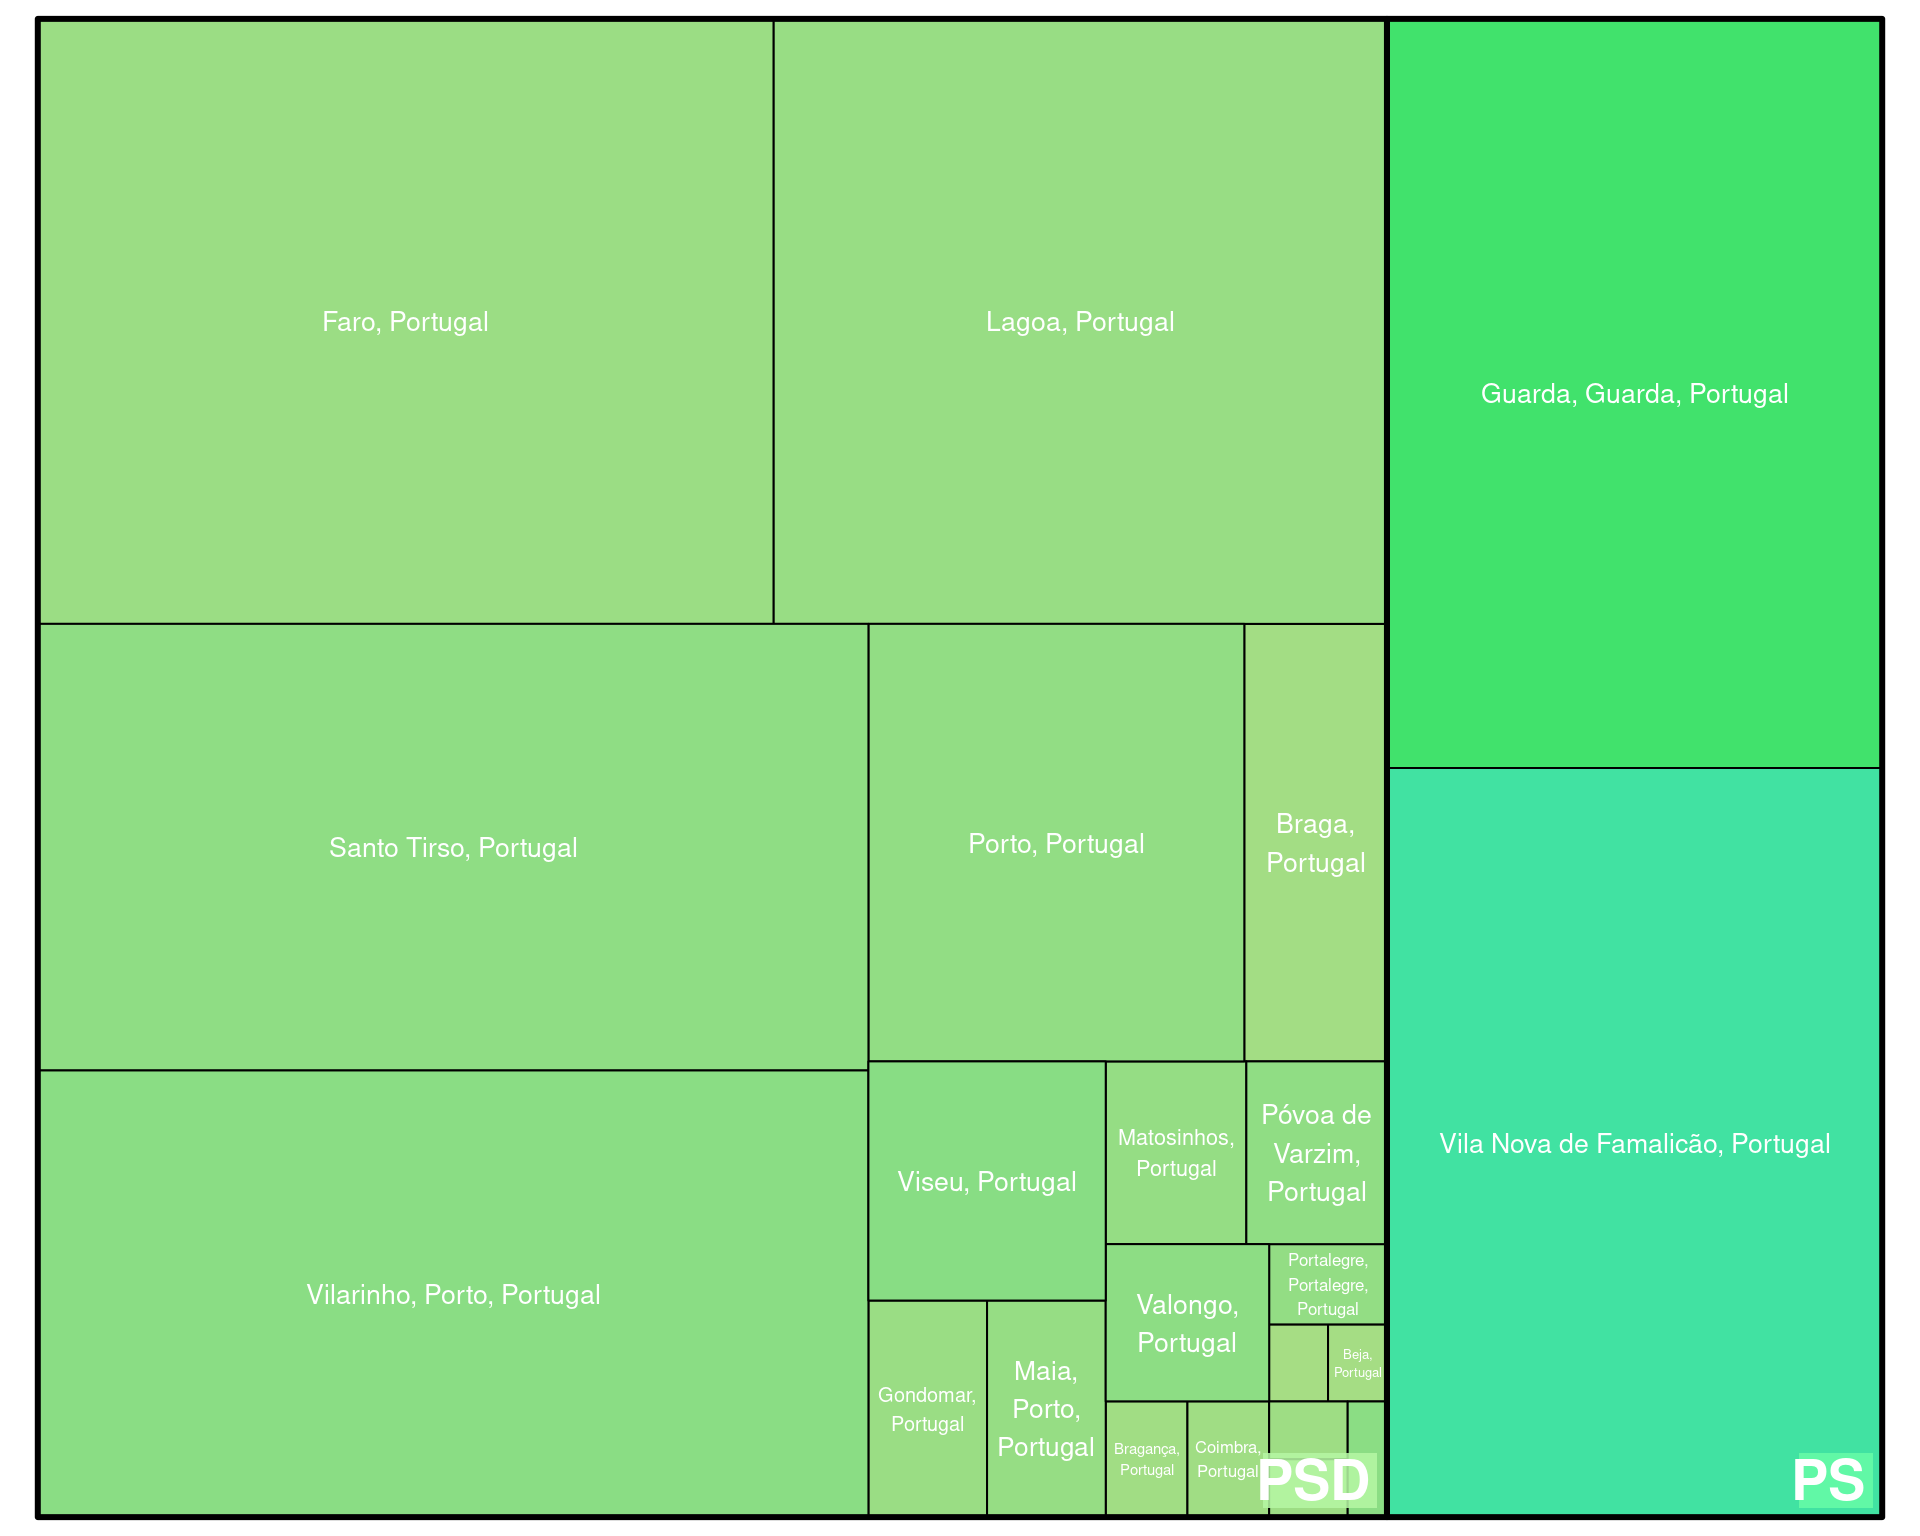 Faro, Portugal
Lagoa, Portugal
Guarda, Guarda, Portugal
Santo Tirso, Portugal
Porto, Portugal
Braga,
Portugal
Vila Nova de Famalicão, Portugal
Vilarinho, Porto, Portugal
Viseu, Portugal
Matosinhos,
Portugal
Póvoa de
Varzim,
Portugal
Valongo,
Portugal
Portalegre,
Portalegre,
Portugal
Beja,
Portugal
Gondomar,
Portugal
Maia,
Porto,
Portugal
Bragança,
Portugal
Coimbra,
Portugal
PSD
PS